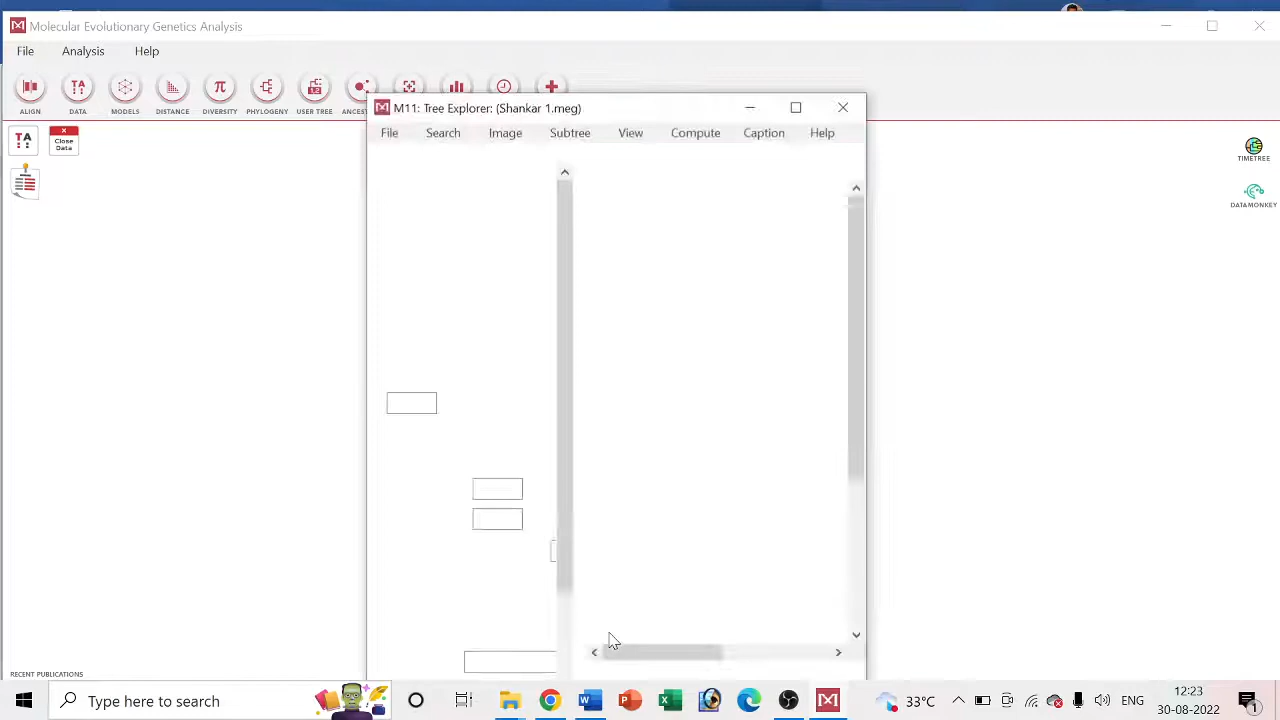 Molecular Evolutionary Genetics Analysis
File Analysis Help
ALIGN DATA MODELS DISTANCE DIVERSITY PHYLOGENY USER TREE ANCEST
M11: Tree Explorer: (Shankar 1.meg)
File Search Image Subtree View Compute Caption Help
TA
X
Close
Data
TIMETREE
DATAMONKEY
RECENT PUBLICATIONS
Type here to search
33°C
ENG
12:23
30-08-2022